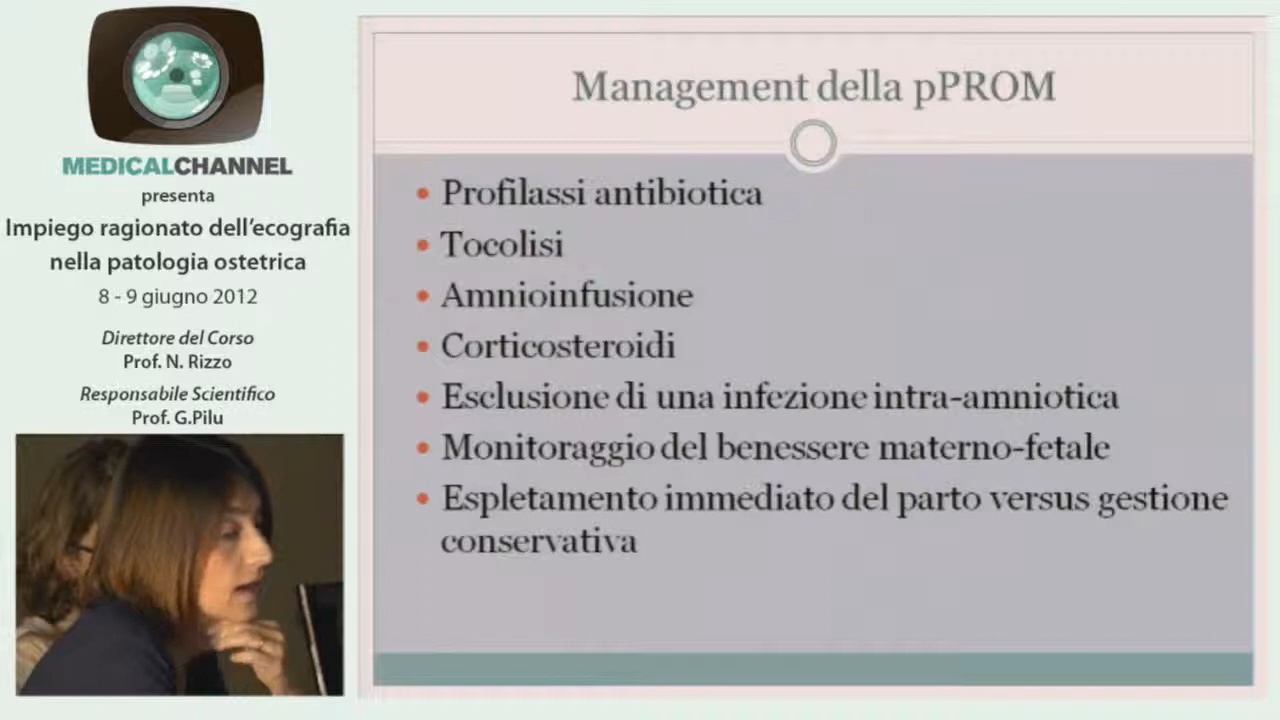 MEDICALCHANNEL
presenta
Impiego ragionato dell'ecografia
nella patologia ostetrica
8 - 9 giugno 2012
Direttore del Corso
Prof. N. Rizzo
Responsabile Scientifico
Prof. G.Pilu
Management della pPROM
• Profilassi antibiotica
• Tocolisi
• Amnioinfusione
• Corticosteroidi
• Esclusione di una infezione intra-amniotica
• Monitoraggio del benessere materno-fetale
• Espletamento immediato del parto versus gestione
conservativa